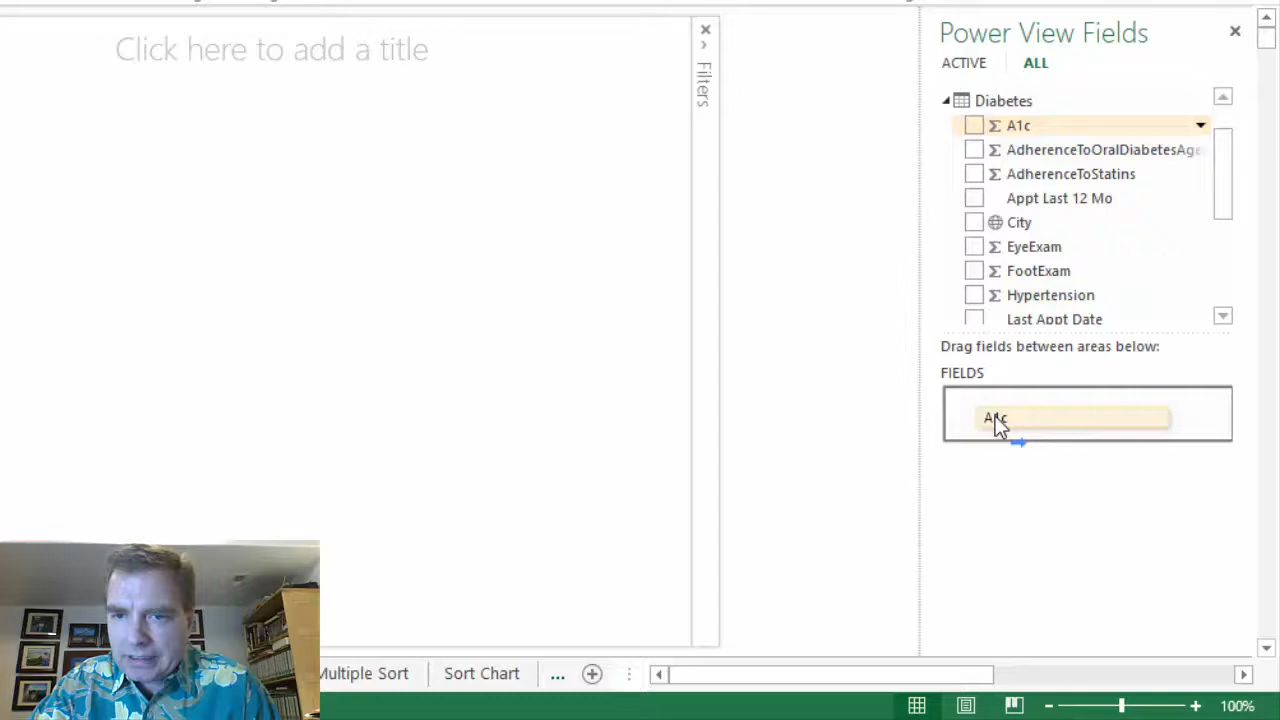 Click here to add a title
Filters
Power View Fields
ACTIVE
ALL
Diabetes
A1c
AdherenceToOralDiabetesAge
AdherenceToStatins
Appt Last 12 Mo
City
EyeExam
FootExam
Hypertension
Last Appt Date
Drag fields between areas below:
FIELDS
A1c
Multiple Sort
Sort Chart
...
100%